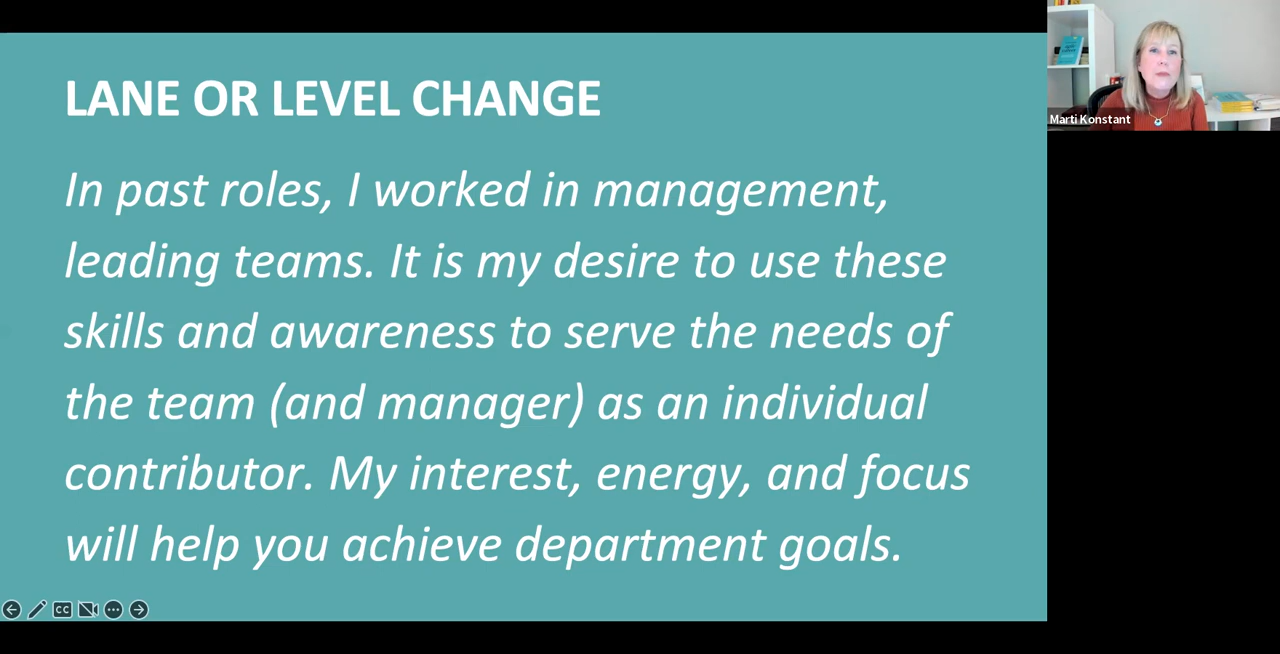 LANE OR LEVEL CHANGE
In past roles, I worked in management,
leading teams. It is my desire to use these
skills and awareness to serve the needs of
the team (and manager) as an individual
contributor. My interest, energy, and focus
will help you achieve department goals.
CC
Marti Konstant